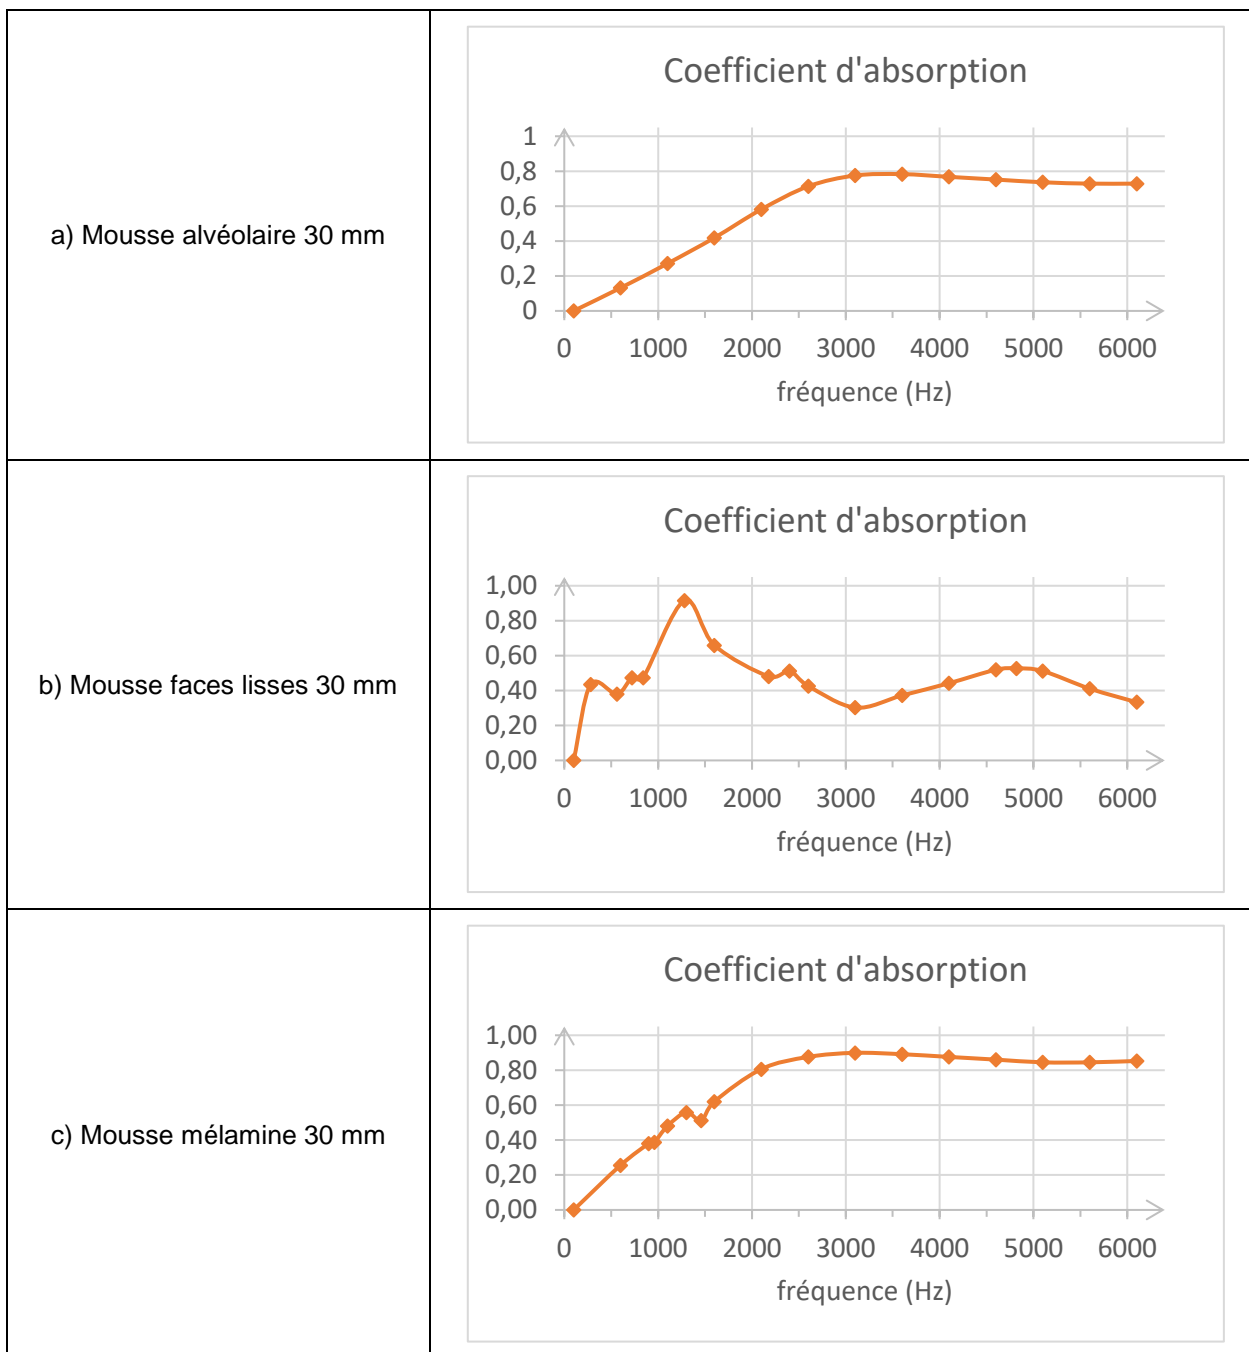 a) Mousse alvéolaire 30 mm
Coefficient d'absorption
1
0,8
0,6
0,4
0,2
0
0 1000 2000 3000 4000 5000 6000
fréquence (Hz)
b) Mousse faces lisses 30 mm
Coefficient d'absorption
1,00
0,80
0,60
0,40
0,20
0,00
0 1000 2000 3000 4000 5000 6000
fréquence (Hz)
c) Mousse mélamine 30 mm
Coefficient d'absorption
1,00
0,80
0,60
0,40
0,20
0,00
0 1000 2000 3000 4000 5000 6000
fréquence (Hz)